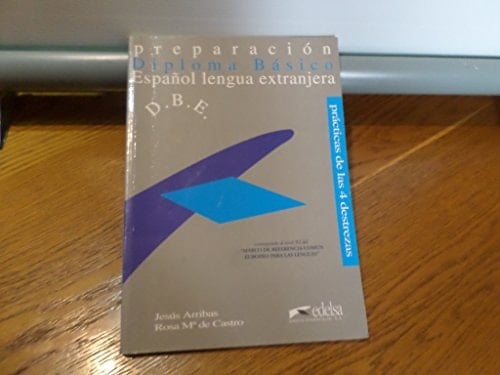 preparación
Diploma Básico
Español lengua extranjera
D.B.E.
prácticas de las 4 destrezas
"MARCO DE REFERENCIA COMÚN
EUROPEO PARA LAS LENGUAS"
Jesús Arribas
Rosa Mª de Castro
edelsa